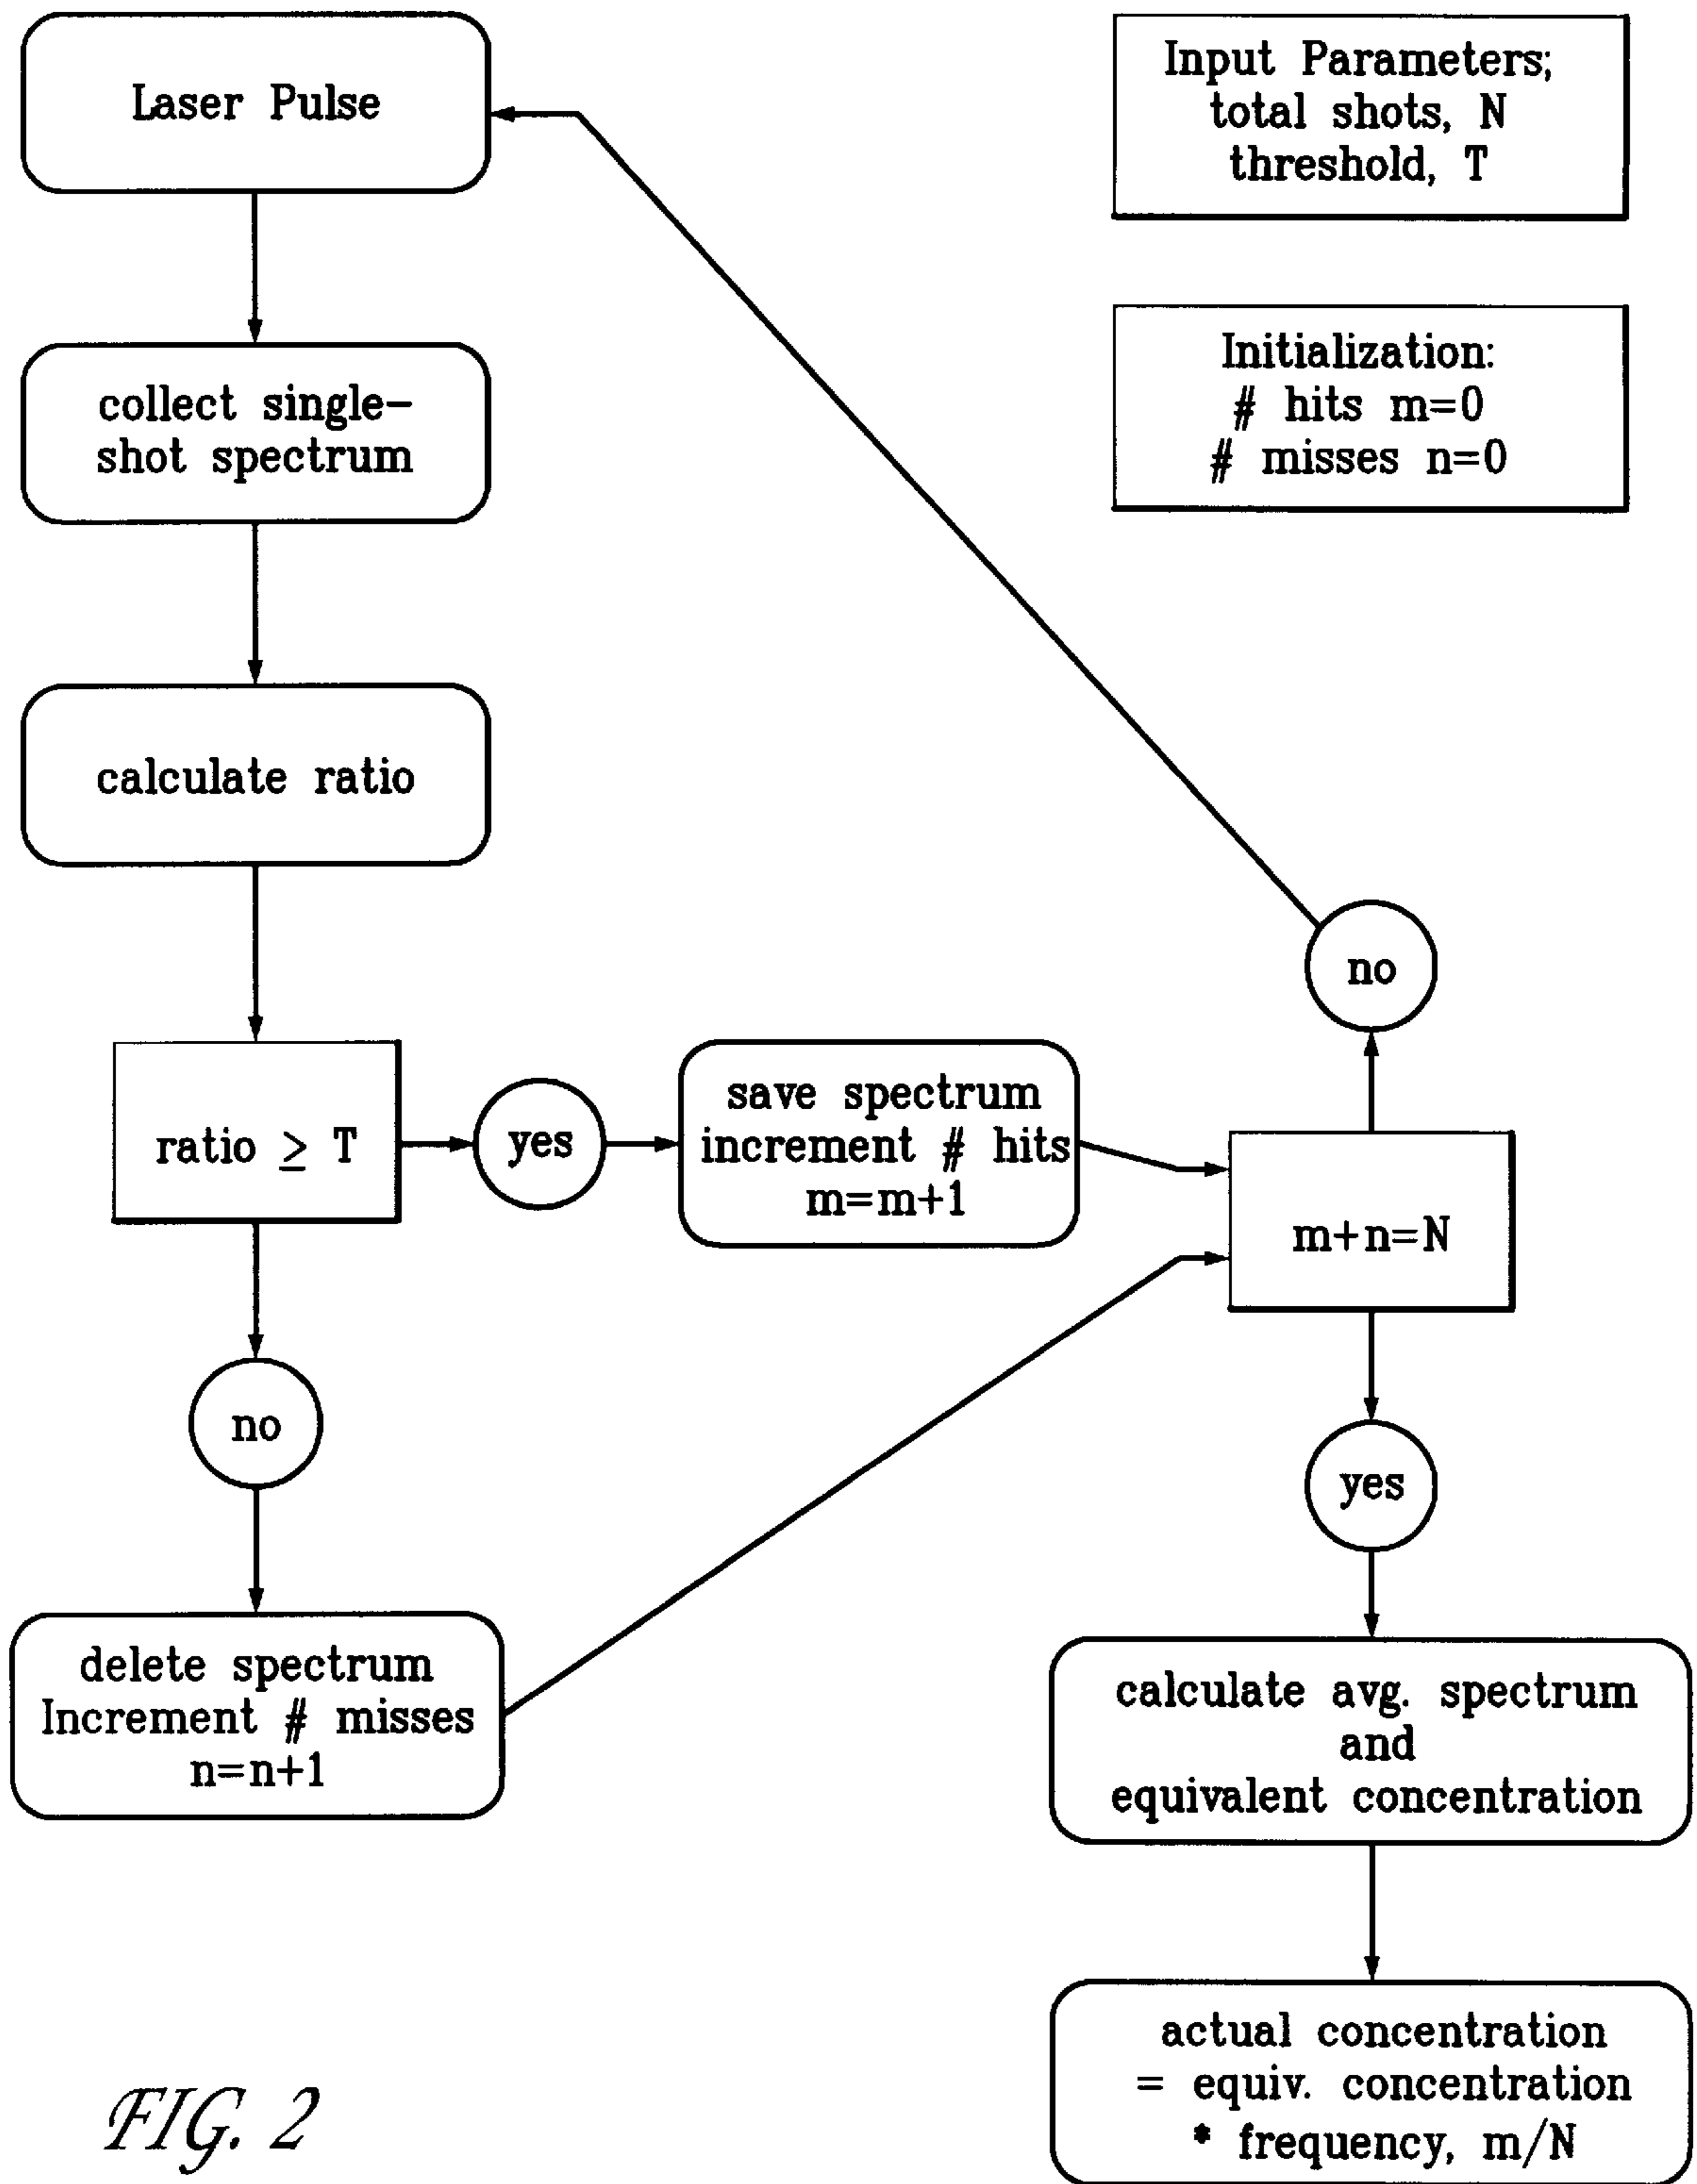 Laser Pulse
Input Parameters;
total shots, N
threshold, T
Initialization:
# hits m=0
# misses n=0
collect single-
shot spectrum
calculate ratio
no
ratio ≥ T
yes
save spectrum
increment # hits
m=m+1
m+n=N
no
yes
delete spectrum
Increment # misses
n=n+1
calculate avg. spectrum
and
equivalent concentration
actual concentration
= equiv. concentration
* frequency, m/N
FIG. 2